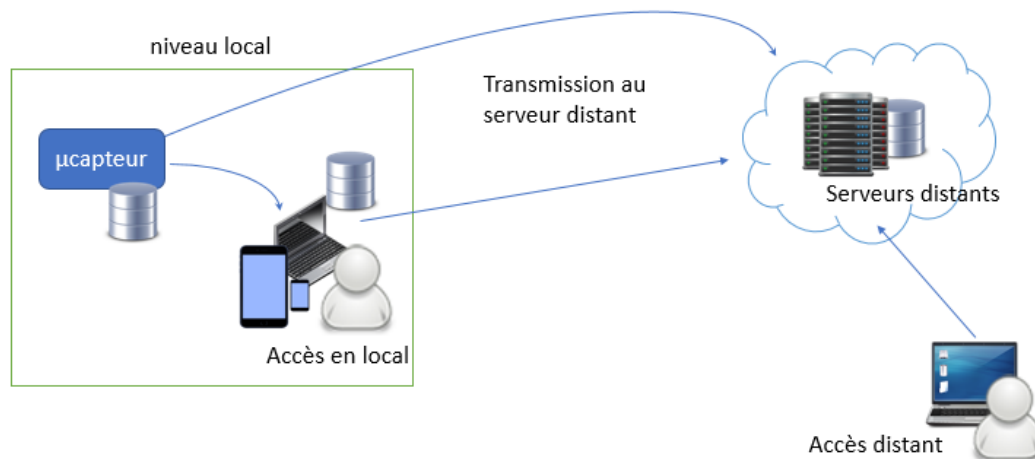 niveau local
Transmission au
serveur distant
µcapteur
Serveurs distants
Accès en local
Accès distant